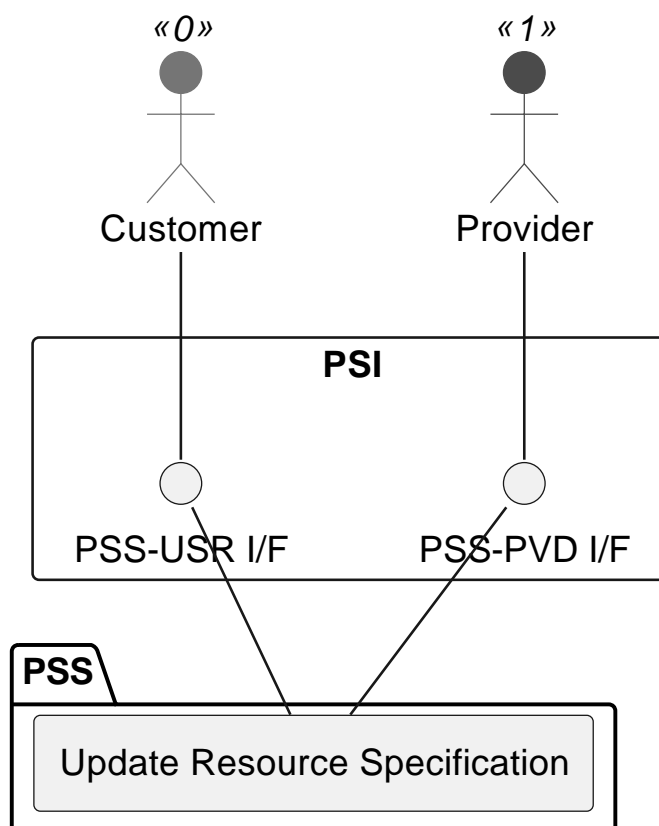 «0»
«1»
Customer
Provider
PSI
PSS-USR I/F
PSS-PVD I/F
PSS
Update Resource Specification